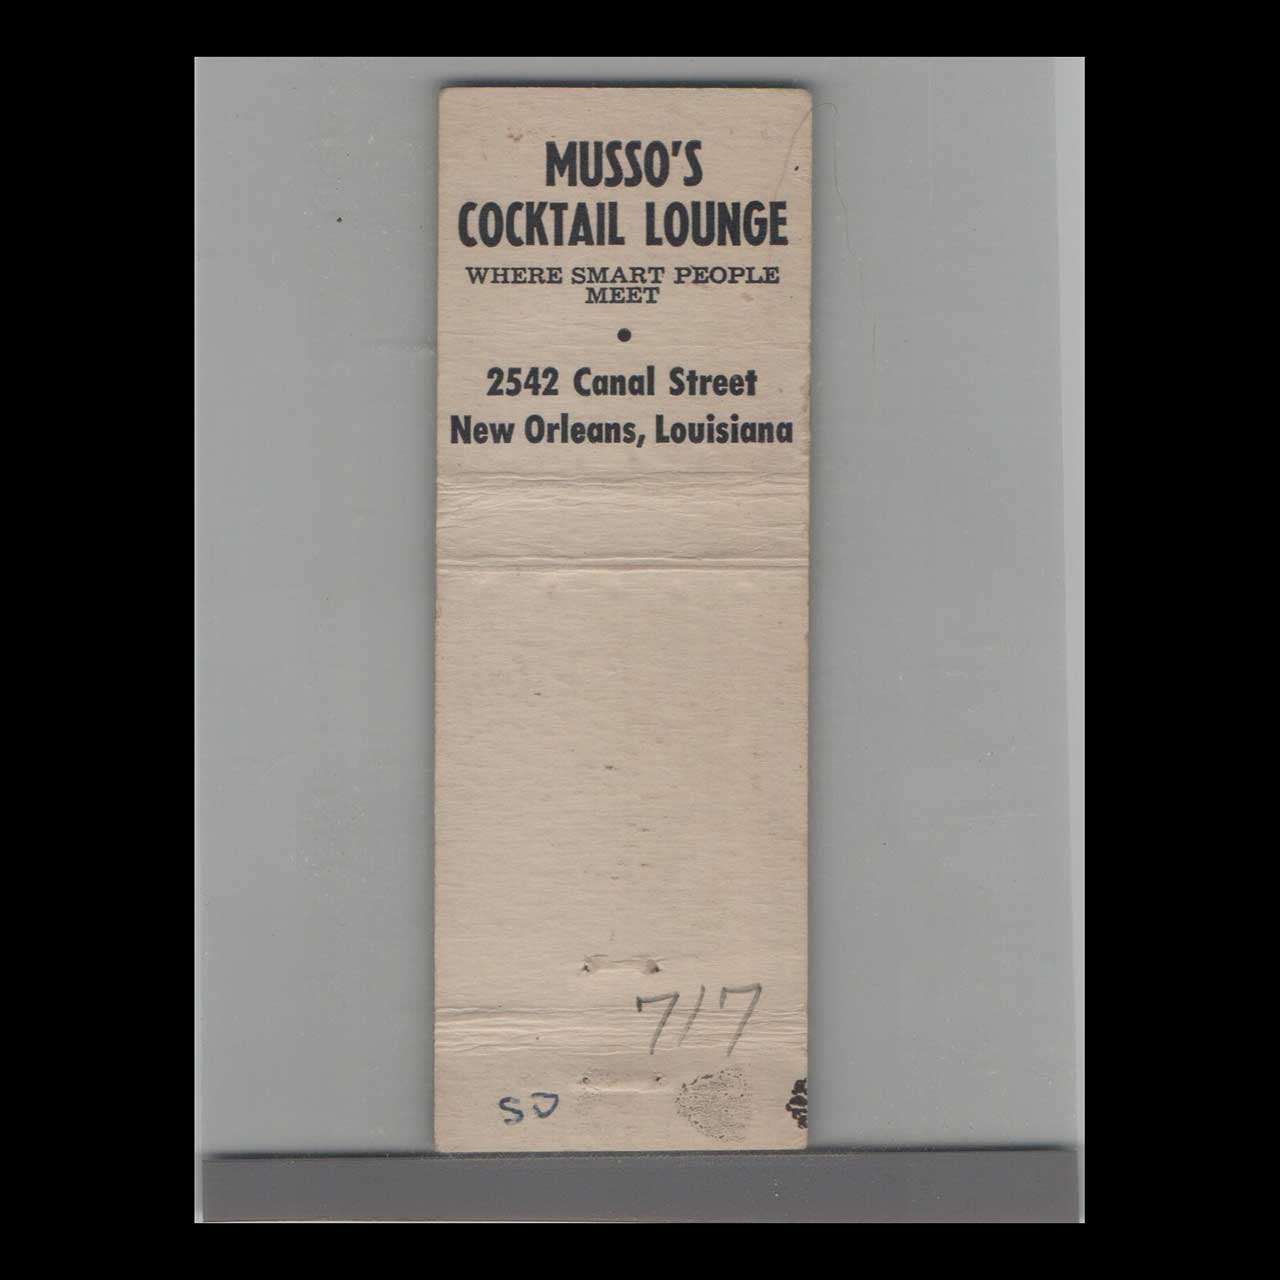 MUSSO'S
COCKTAIL LOUNGE
WHERE SMART PEOPLE
MEET
2542 Canal Street
New Orleans, Louisiana
717